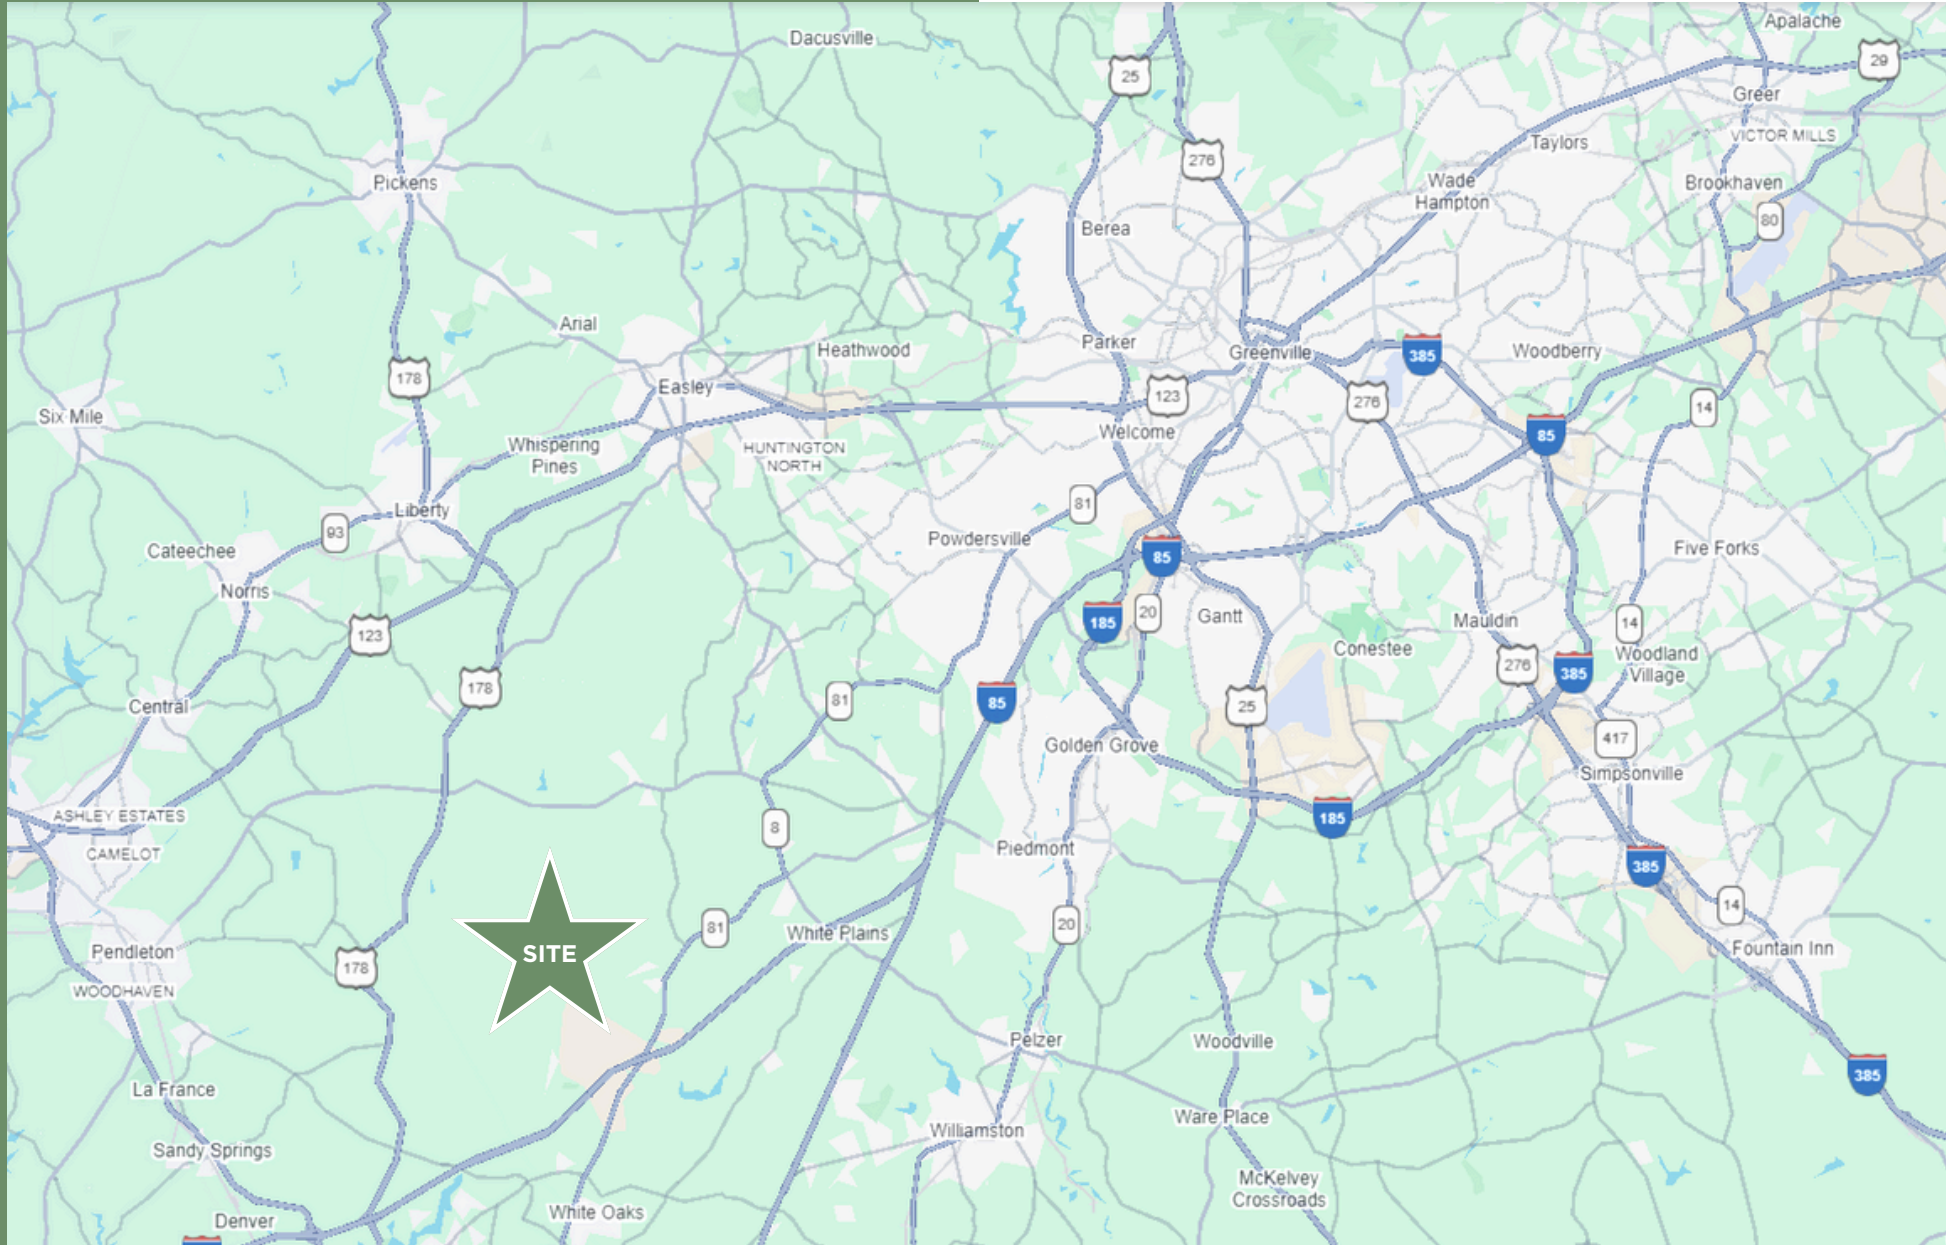 Apalache
Dacusville
29
25
Greer
VICTOR MILLS
Taylors
276
Pickens
Wade
Hampton
Brookhaven
80
Berea
Arial
Heathwood
Parker
Greenville
385
Woodberry
178
Easley
123
276
14
Six Mile
Welcome
85
Whispering
Pines
HUNTINGTON
NORTH
81
Liberty
93
Powdersville
Cateechee
85
Five Forks
Norris
185
20
Gantt
Mauldin
14
123
Conestee
276
385
Woodland
Village
178
81
85
25
Central
Golden Grove
417
Simpsonville
ASHLEY ESTATES
8
185
CAMELOT
Piedmont
385
14
81
20
White Plains
Pendleton
SITE
178
Fountain Inn
WOODHAVEN
Pelzer
Woodville
385
La France
Ware Place
Williamston
Sandy Springs
McKelvey
Crossroads
White Oaks
Denver